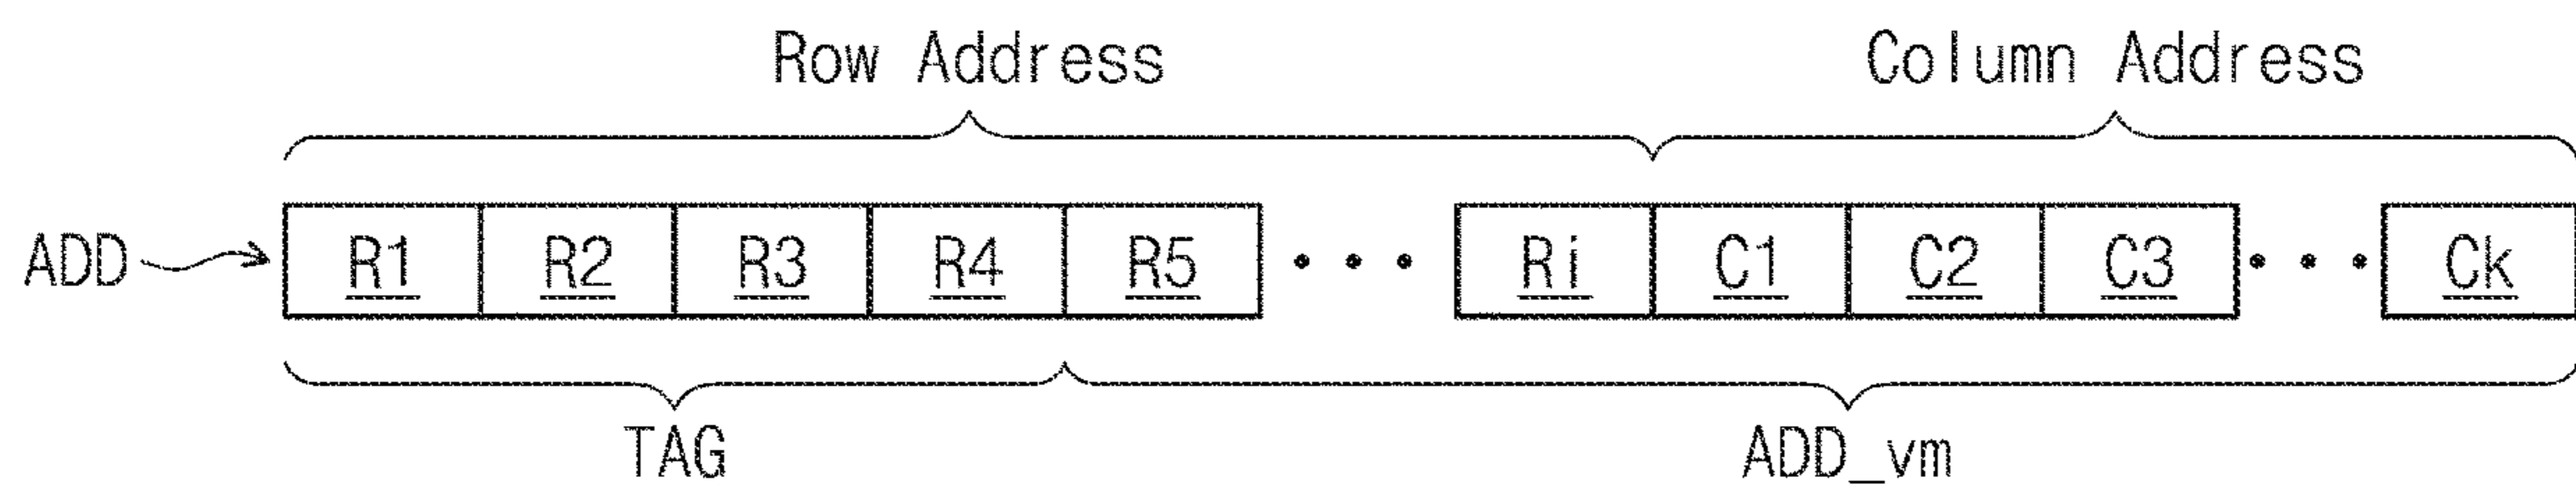 Row Address Column Address
ADD R1 R2 R3 R4 R5 ... Ri C1 C2 C3 ... Ck
TAG ADD_vm